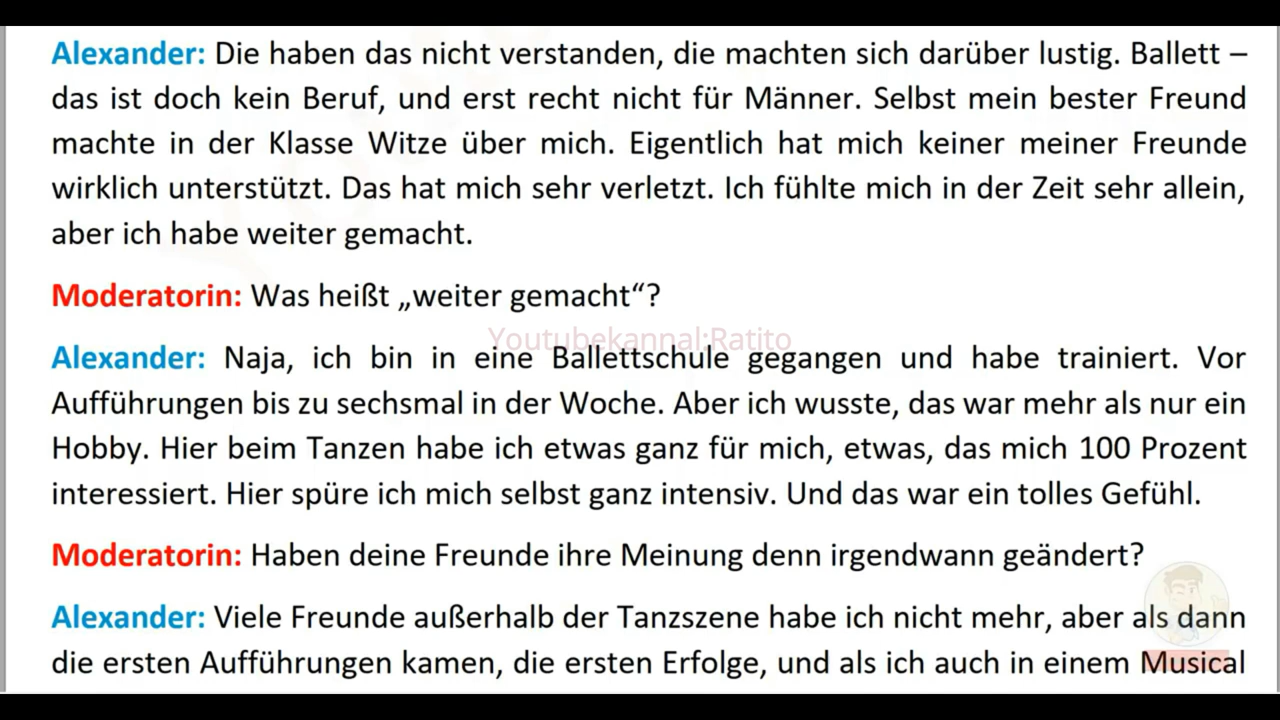 Alexander: Die haben das nicht verstanden, die machten sich darüber lustig. Ballett –
das ist doch kein Beruf, und erst recht nicht für Männer. Selbst mein bester Freund
machte in der Klasse Witze über mich. Eigentlich hat mich keiner meiner Freunde
wirklich unterstützt. Das hat mich sehr verletzt. Ich fühlte mich in der Zeit sehr allein,
aber ich habe weiter gemacht.
Moderatorin: Was heißt „weiter gemacht“?
Youtubekannal:Ratito
Alexander: Naja, ich bin in eine Ballettschule gegangen und habe trainiert. Vor
Aufführungen bis zu sechsmal in der Woche. Aber ich wusste, das war mehr als nur ein
Hobby. Hier beim Tanzen habe ich etwas ganz für mich, etwas, das mich 100 Prozent
interessiert. Hier spüre ich mich selbst ganz intensiv. Und das war ein tolles Gefühl.
Moderatorin: Haben deine Freunde ihre Meinung denn irgendwann geändert?
Alexander: Viele Freunde außerhalb der Tanzszene habe ich nicht mehr, aber als dann
die ersten Aufführungen kamen, die ersten Erfolge, und als ich auch in einem Musical